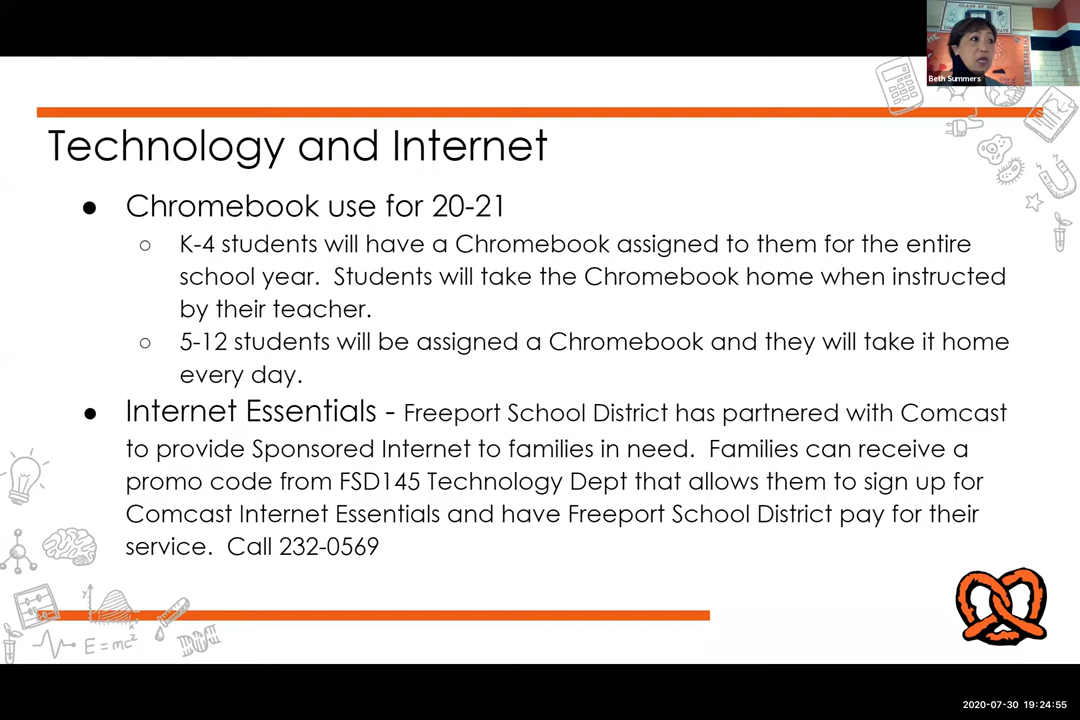 CLASS OF 2021
Beth Summers
Technology and Internet
● Chromebook use for 20-21
○ K-4 students will have a Chromebook assigned to them for the entire
school year. Students will take the Chromebook home when instructed
by their teacher.
○ 5-12 students will be assigned a Chromebook and they will take it home
every day.
● Internet Essentials - Freeport School District has partnered with Comcast
to provide Sponsored Internet to families in need. Families can receive a
promo code from FSD145 Technology Dept that allows them to sign up for
Comcast Internet Essentials and have Freeport School District pay for their
service. Call 232-0569
y
x
E=mc²
2020-07-30 19:24:55